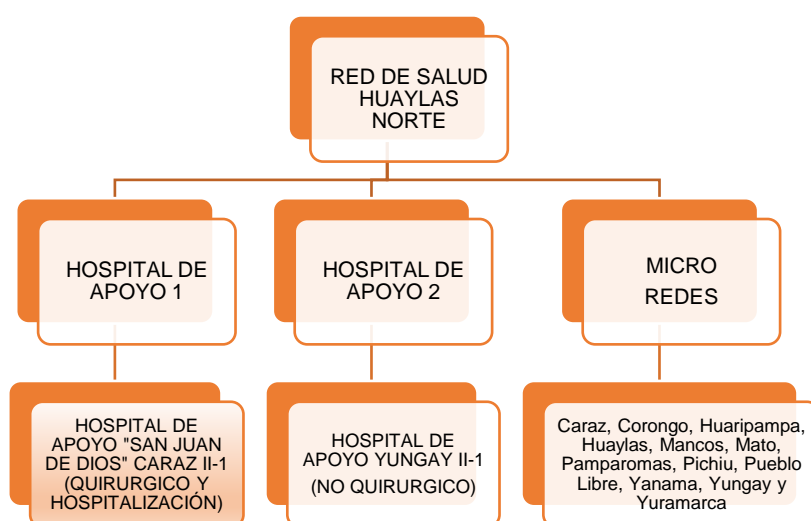 RED DE SALUD
HUAYLAS
NORTE
HOSPITAL DE
APOYO 1
HOSPITAL DE
APOYO 2
MICRO
REDES
HOSPITAL DE
APOYO "SAN JUAN
DE DIOS" CARAZ II-1
(QUIRURGICO Y
HOSPITALIZACIÓN)
HOSPITAL DE
APOYO YUNGAY II-1
(NO QUIRURGICO)
Caraz, Corongo, Huaripampa,
Huaylas, Mancos, Mato,
Pamparomas, Pichiu, Pueblo
Libre, Yanama, Yungay y
Yuramarca